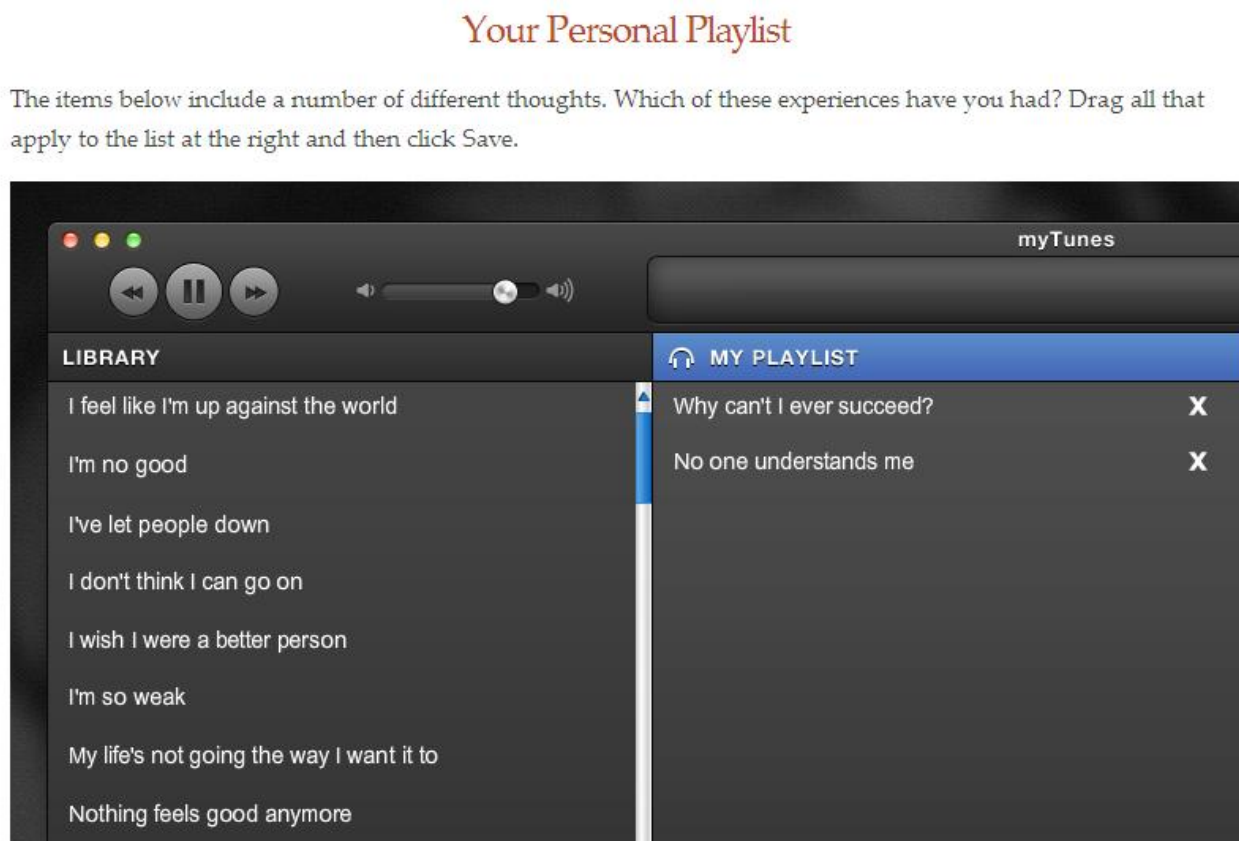 Your Personal Playlist
The items below include a number of different thoughts. Which of these experiences have you had? Drag all that
apply to the list at the right and then click Save.
myTunes
LIBRARY
MY PLAYLIST
I feel like I'm up against the world
I'm no good
I've let people down
I don't think I can go on
I wish I were a better person
I'm so weak
My life's not going the way I want it to
Nothing feels good anymore
Why can't I ever succeed? X
No one understands me X